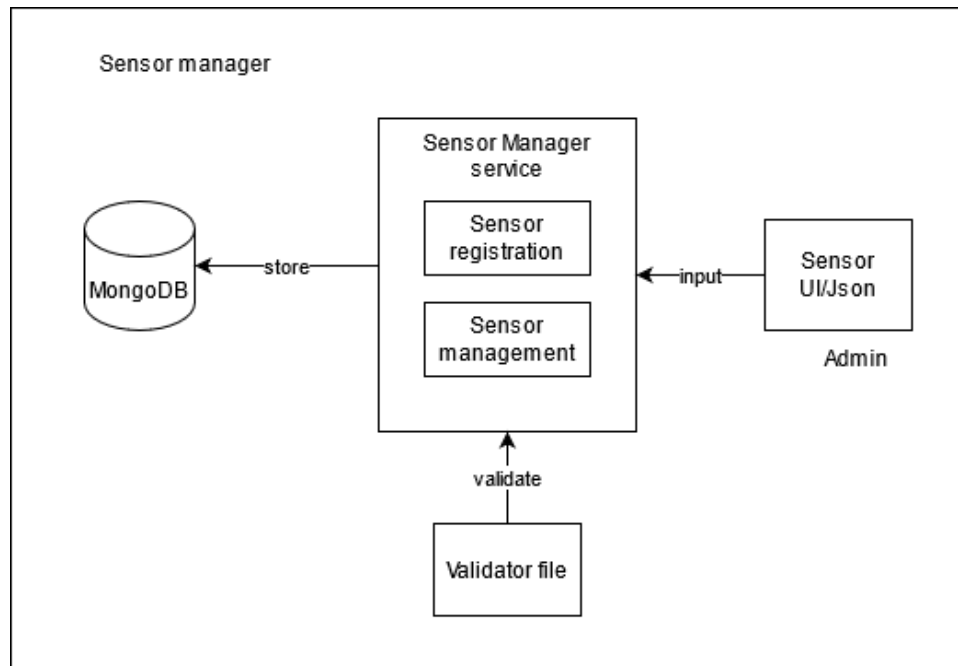 Sensor manager
Sensor Manager
service
Sensor
registration
Sensor
management
MongoDB
store
input
Sensor
UI/Json
Admin
validate
Validator file